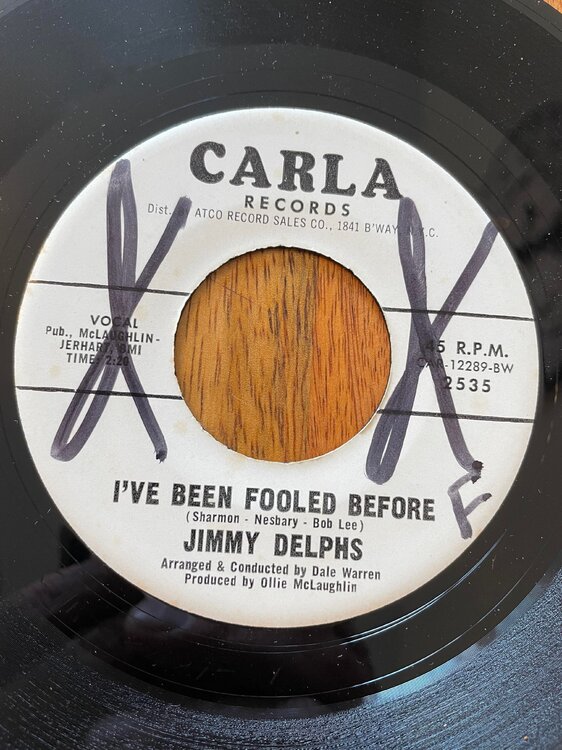 CARLA
RECORDS
Dist. ATCO RECORD SALES CO., 1841 B'WAY N.Y.C.
VOCAL
Pub., McLAUGHLIN-
JERHART, BMI
TIME: 2:20
45 R.P.M.
CAR-12289-BW
2535
I'VE BEEN FOOLED BEFORE
(Sharmon - Nesbary - Bob Lee)
JIMMY DELPHS
Arranged & Conducted by Dale Warren
Produced by Ollie McLaughlin
X X
F